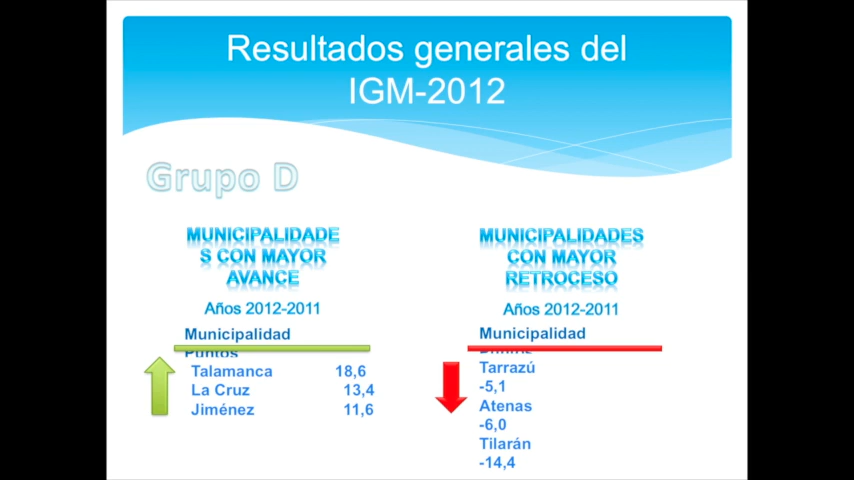 Resultados generales del
IGM-2012
Grupo D
MUNICIPALIDADE
S CON MAYOR
AVANCE
Años 2012-2011
Municipalidad
Puntos
Talamanca 18,6
La Cruz 13,4
Jiménez 11,6
MUNICIPALIDADES
CON MAYOR
RETROCESO
Años 2012-2011
Municipalidad
Tarrazú
-5,1
Atenas
-6,0
Tilarán
-14,4